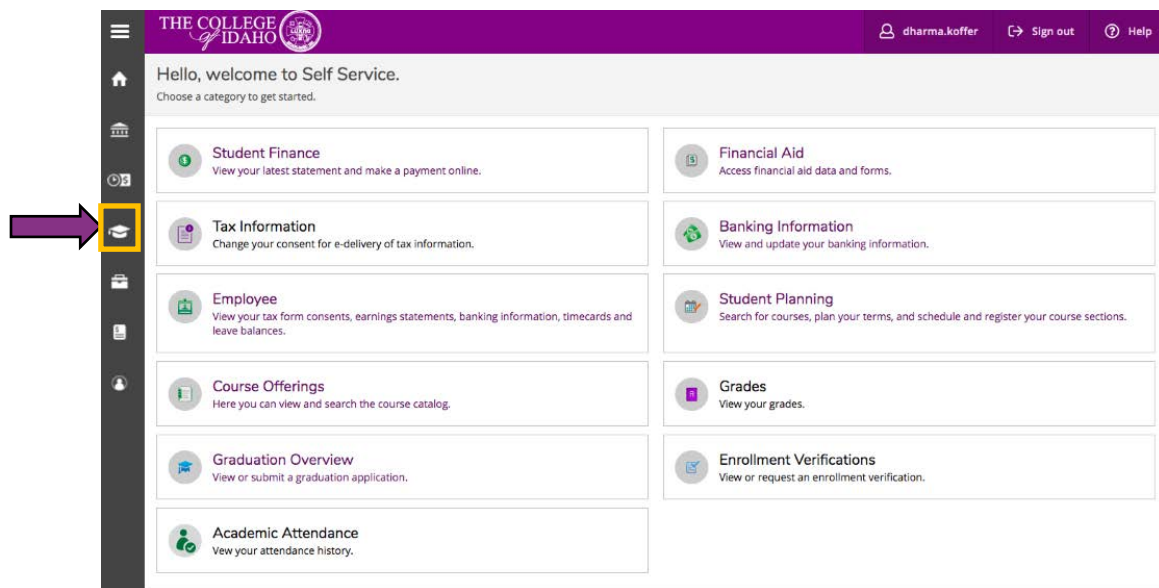 THE COLLEGE
of IDAHO
dharma.koffer
Sign out
Help
Hello, welcome to Self Service.
Choose a category to get started.
Student Finance
View your latest statement and make a payment online.
Financial Aid
Access financial aid data and forms.
Tax Information
Change your consent for e-delivery of tax information.
Banking Information
View and update your banking information.
Employee
View your tax form consents, earnings statements, banking information, timecards and
leave balances.
Student Planning
Search for courses, plan your terms, and schedule and register your course sections.
Course Offerings
Here you can view and search the course catalog.
Grades
View your grades.
Graduation Overview
View or submit a graduation application.
Enrollment Verifications
View or request an enrollment verification.
Academic Attendance
Vew your attendance history.